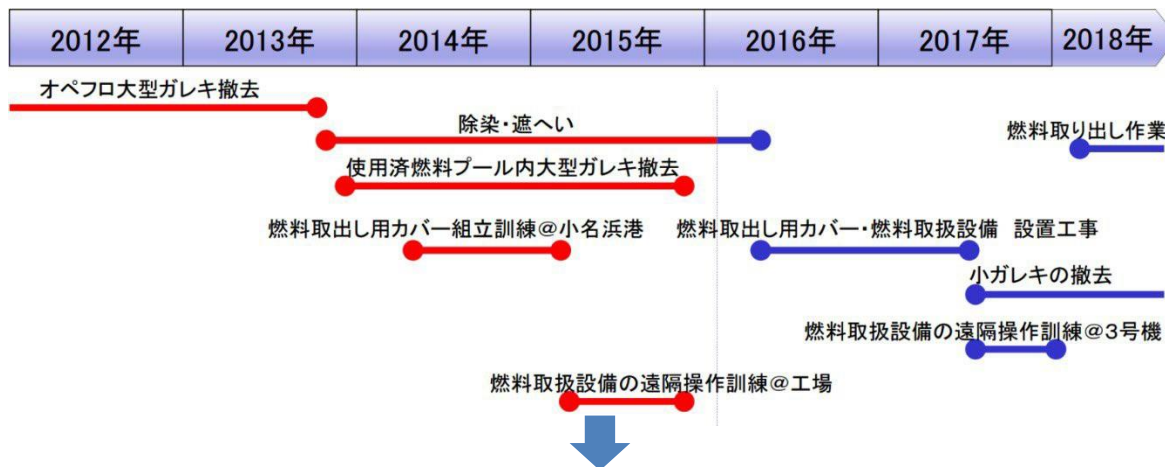 2012年 2013年 2014年 2015年 2016年 2017年 2018年
オペフロ大型ガレキ撤去
除染・遮へい
燃料取り出し作業
使用済燃料プール内大型ガレキ撤去
燃料取出し用カバー組立訓練＠小名浜港
燃料取出し用カバー・燃料取扱設備 設置工事
小ガレキの撤去
燃料取扱設備の遠隔操作訓練＠3号機
燃料取扱設備の遠隔操作訓練＠工場